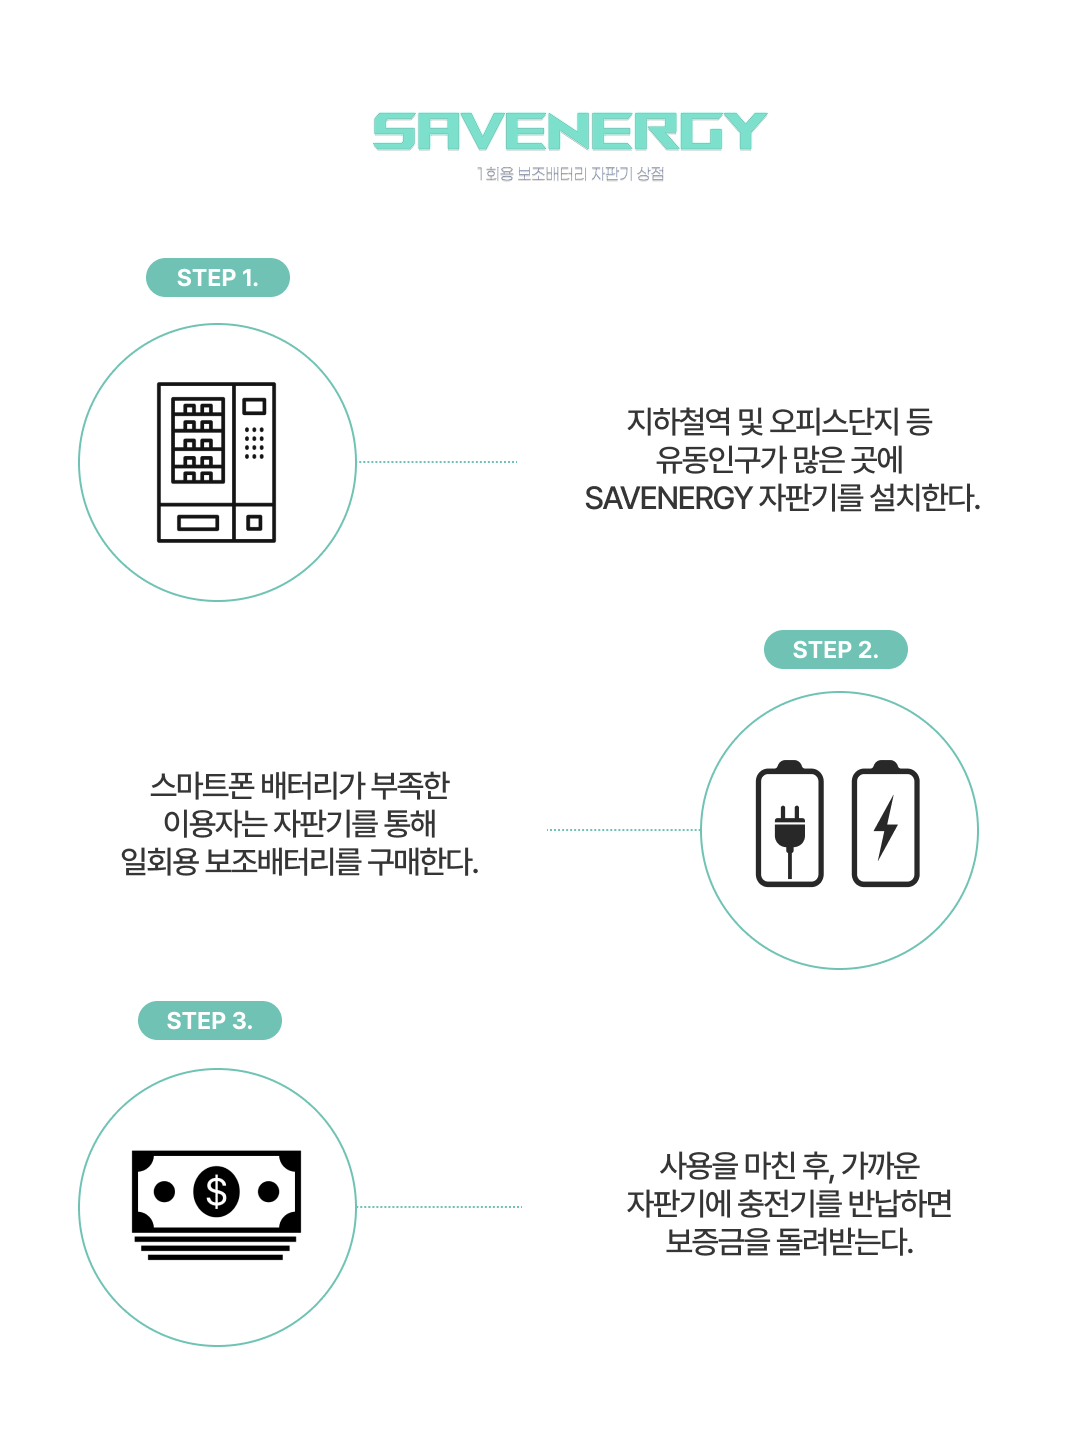 SAVENERGY
1회용 보조배터리 자판기 상점
STEP 1.
지하철역 및 오피스단지 등
유동인구가 많은 곳에
SAVENERGY 자판기를 설치한다.
STEP 2.
스마트폰 배터리가 부족한
이용자는 자판기를 통해
일회용 보조배터리를 구매한다.
STEP 3.
$
사용을 마친 후, 가까운
자판기에 충전기를 반납하면
보증금을 돌려받는다.